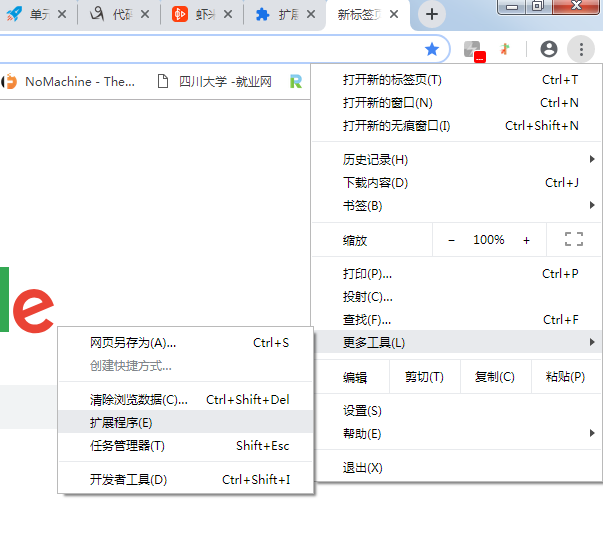 单元
代码
虾米
扩展
新标签页
NoMachine - The...
四川大学 -就业网
打开新的标签页(T) Ctrl+T
打开新的窗口(N) Ctrl+N
打开新的无痕窗口(I) Ctrl+Shift+N
历史记录(H)
下载内容(D) Ctrl+J
书签(B)
缩放 − 100% +
打印(P)... Ctrl+P
投射(C)...
查找(F)... Ctrl+F
更多工具(L)
编辑 剪切(T) 复制(C) 粘贴(P)
设置(S)
帮助(E)
退出(X)
le
网页另存为(A)... Ctrl+S
创建快捷方式...
清除浏览数据(C)... Ctrl+Shift+Del
扩展程序(E)
任务管理器(T) Shift+Esc
开发者工具(D) Ctrl+Shift+I